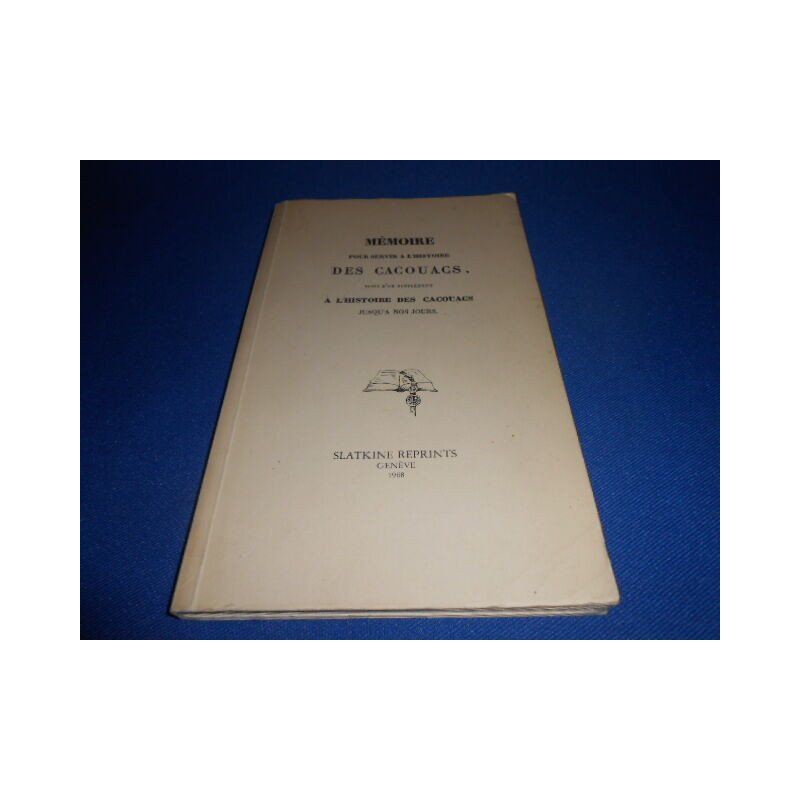 MÉMOIRE
POUR SERVIR A L'HISTOIRE
DES CACOUACS,
SUIVI D'UN SUPPLÉMENT
A L'HISTOIRE DES CACOUACS
JUSQU'A NOS JOURS.
SLATKINE REPRINTS
GENÈVE
1968